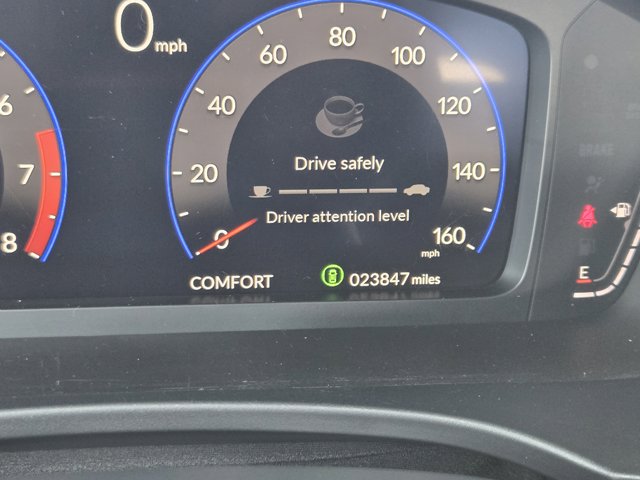 0 mph
80
60 100
6 40 120
Drive safely
7 20 140
Driver attention level
8 0 160
mph
COMFORT 023847 miles
BRAKE
E